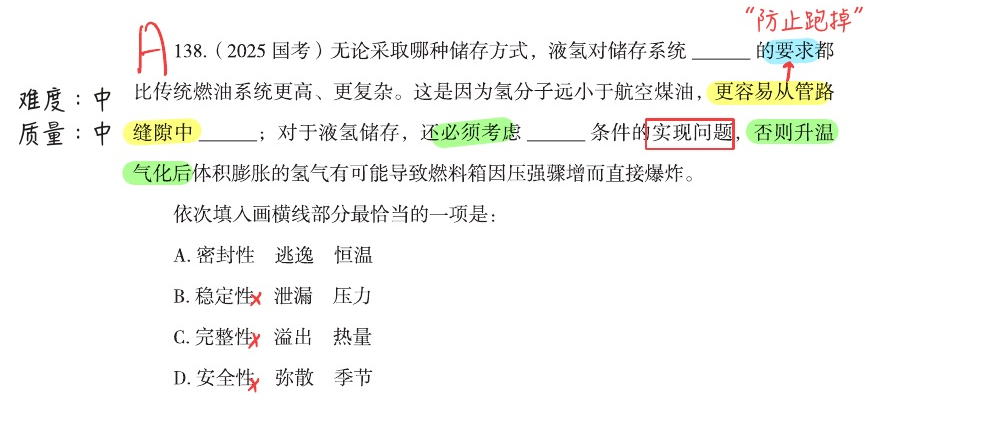 “防止跑掉”
A 138.（2025 国考）无论采取哪种储存方式，液氢对储存系统 ______ 的要求都
难度：中 比传统燃油系统更高、更复杂。这是因为氢分子远小于航空煤油，更容易从管路
质量：中 缝隙中 ______；对于液氢储存，还必须考虑 ______ 条件的实现问题，否则升温
气化后体积膨胀的氢气有可能导致燃料箱因压强骤增而直接爆炸。
依次填入画横线部分最恰当的一项是：
A. 密封性 逃逸 恒温
B. 稳定性 泄漏 压力
C. 完整性 溢出 热量
D. 安全性 弥散 季节